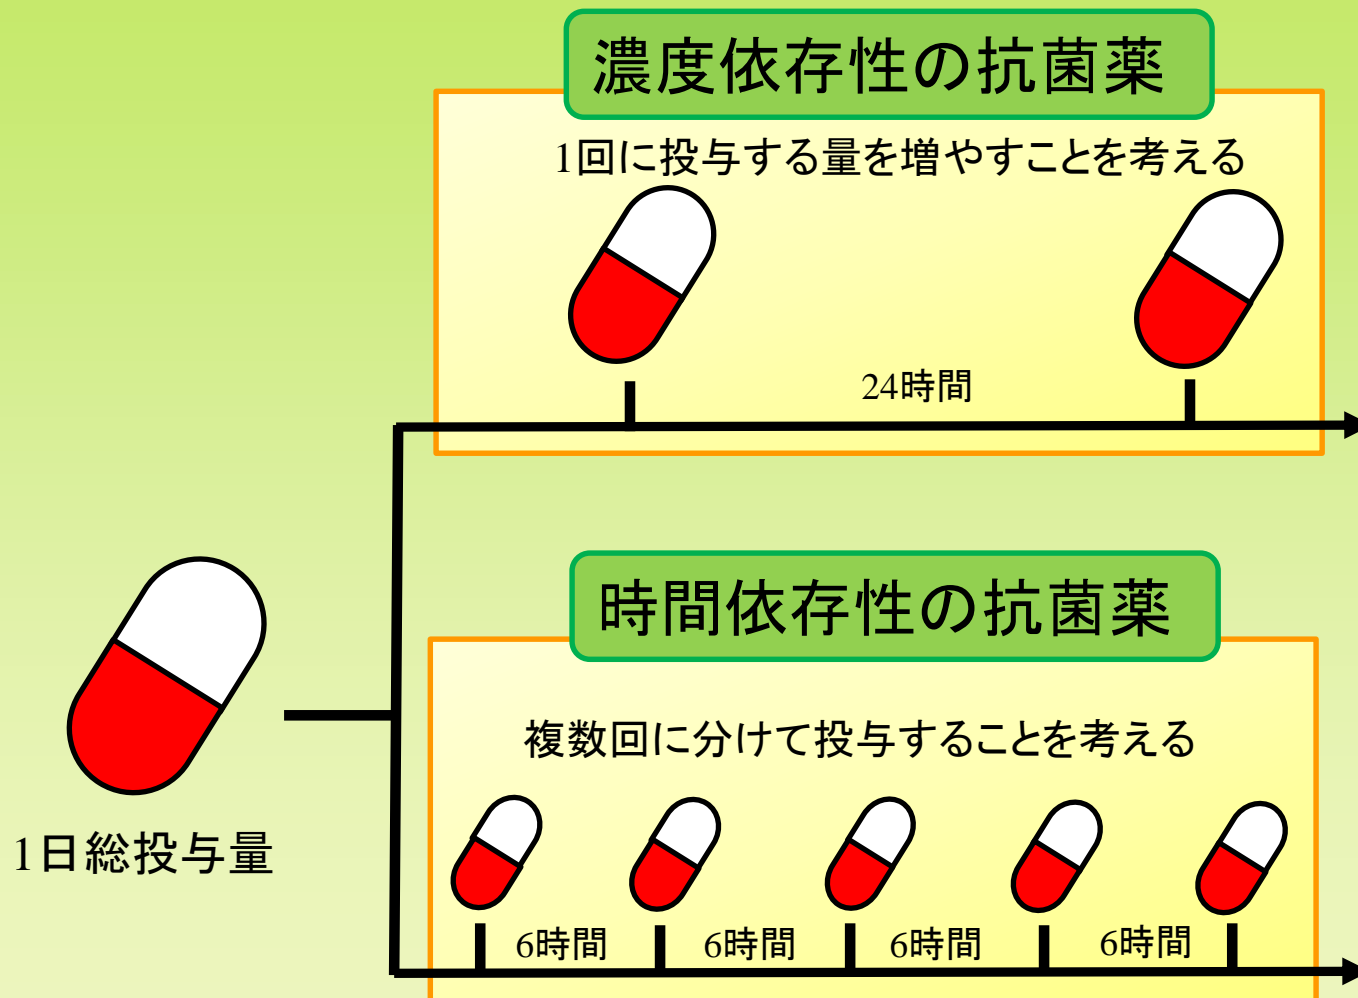 濃度依存性の抗菌薬
1回に投与する量を増やすことを考える
24時間
時間依存性の抗菌薬
複数回に分けて投与することを考える
1日総投与量
6時間
6時間
6時間
6時間